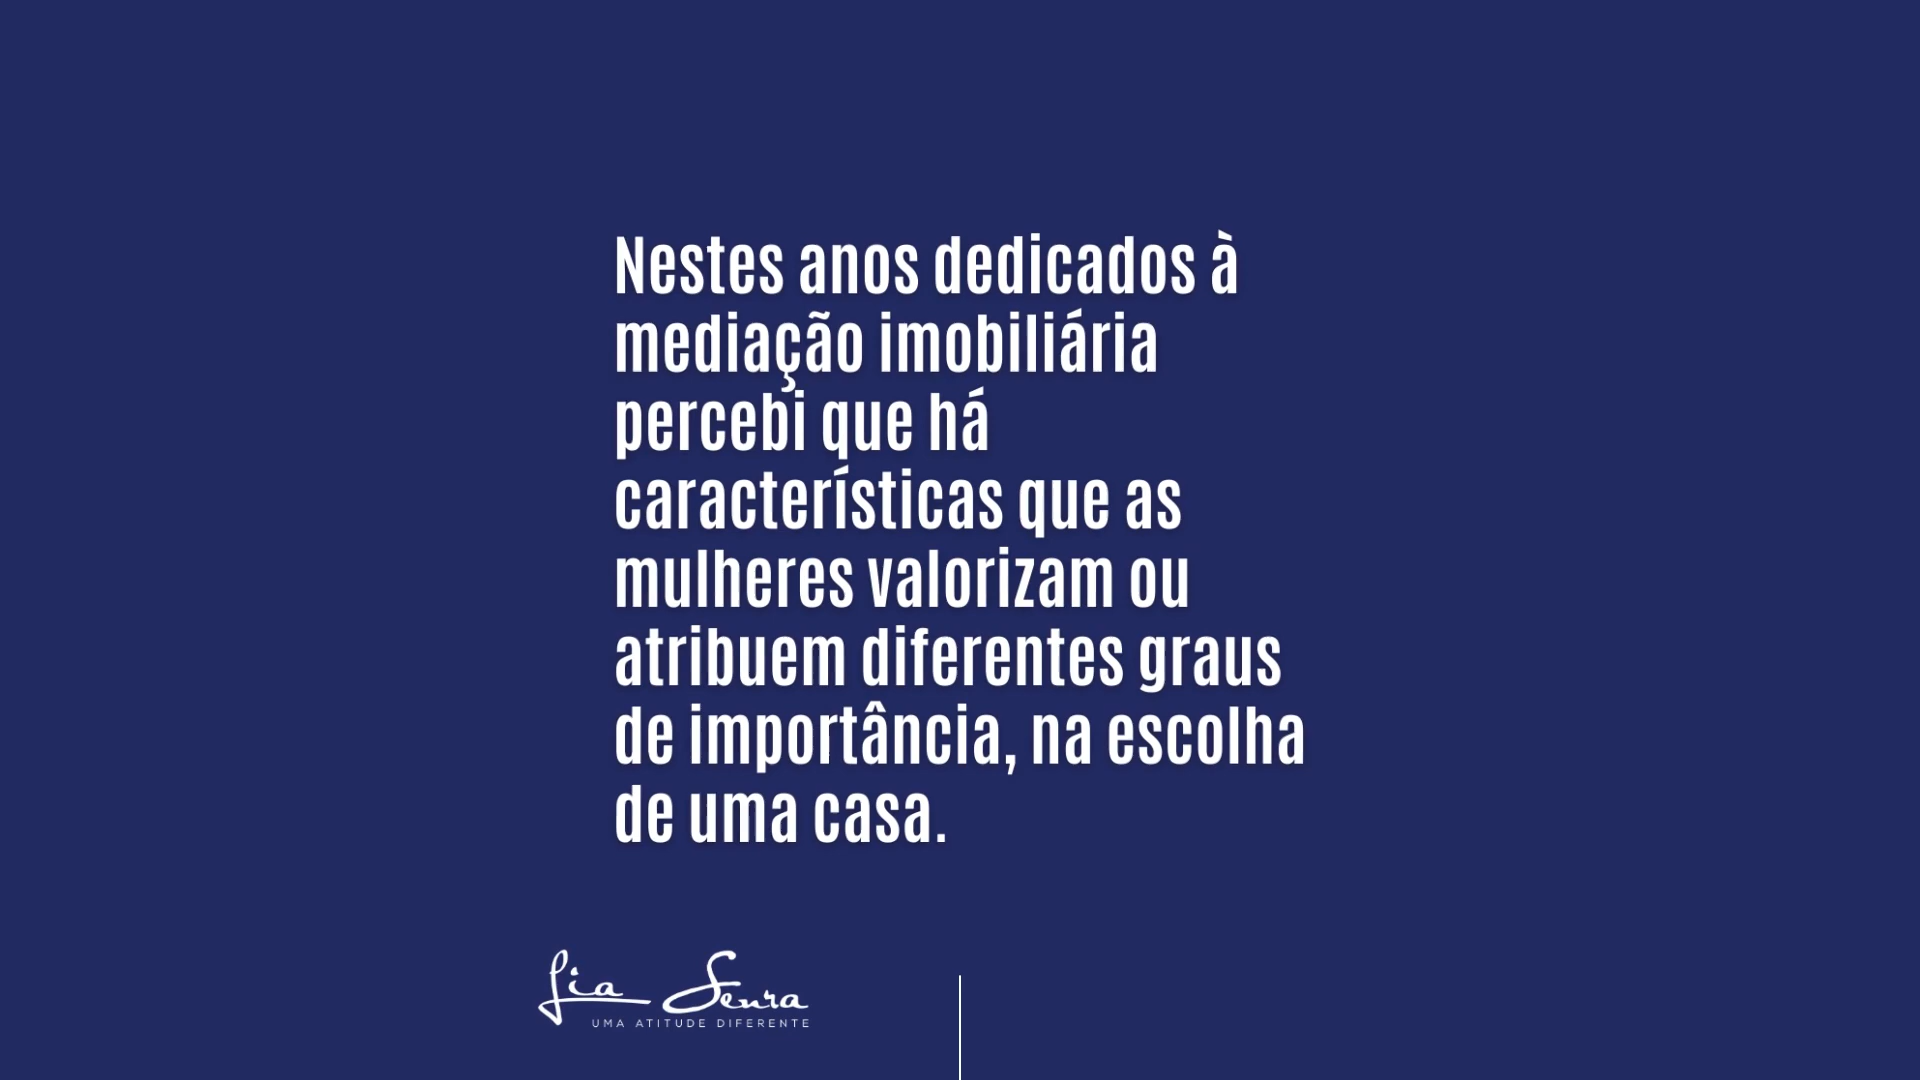 Nestes anos dedicados à
mediação imobiliária
percebi que há
características que as
mulheres valorizam ou
atribuem diferentes graus
de importância, na escolha
de uma casa.
Lia Senra
UMA ATITUDE DIFERENTE